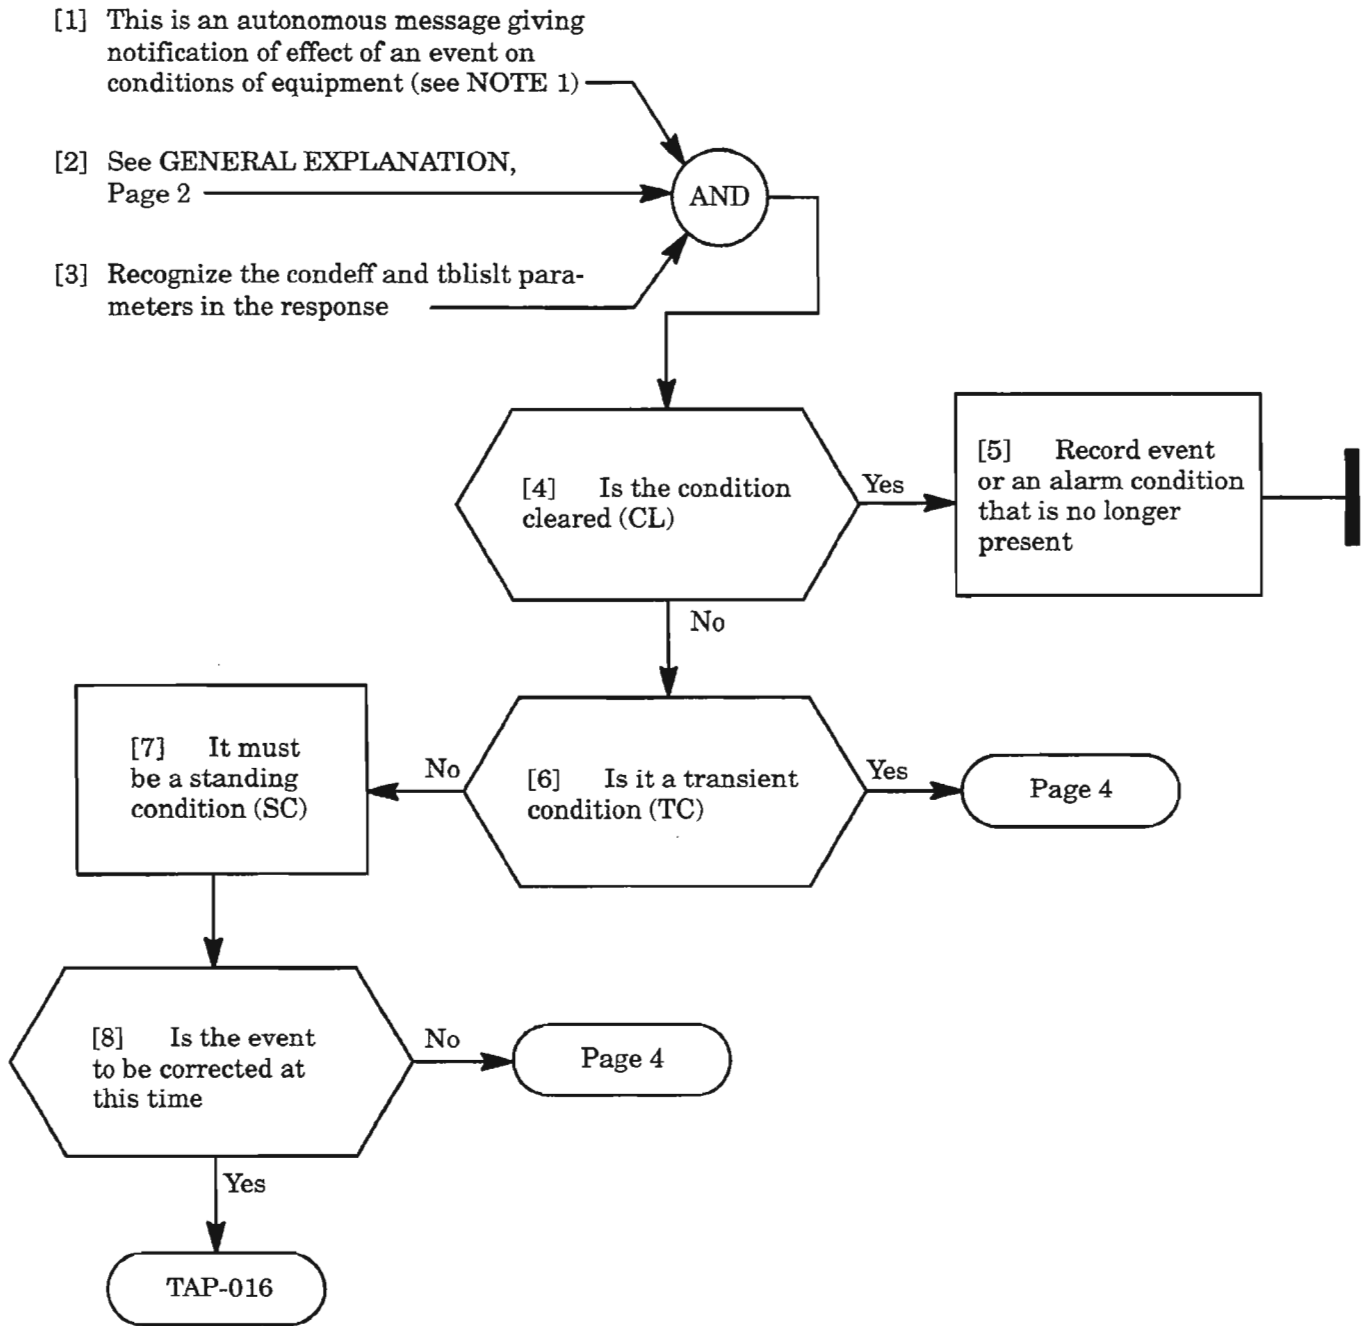 [1] This is an autonomous message giving
notification of effect of an event on
conditions of equipment (see NOTE 1)
[2] See GENERAL EXPLANATION,
Page 2
AND
[3] Recognize the condeff and tblislt para-
meters in the response
[4] Is the condition
cleared (CL)
Yes
[5] Record event
or an alarm condition
that is no longer
present
No
[7] It must
be a standing
condition (SC)
No
[6] Is it a transient
condition (TC)
Yes
Page 4
[8] Is the event
to be corrected at
this time
No
Page 4
Yes
TAP-016